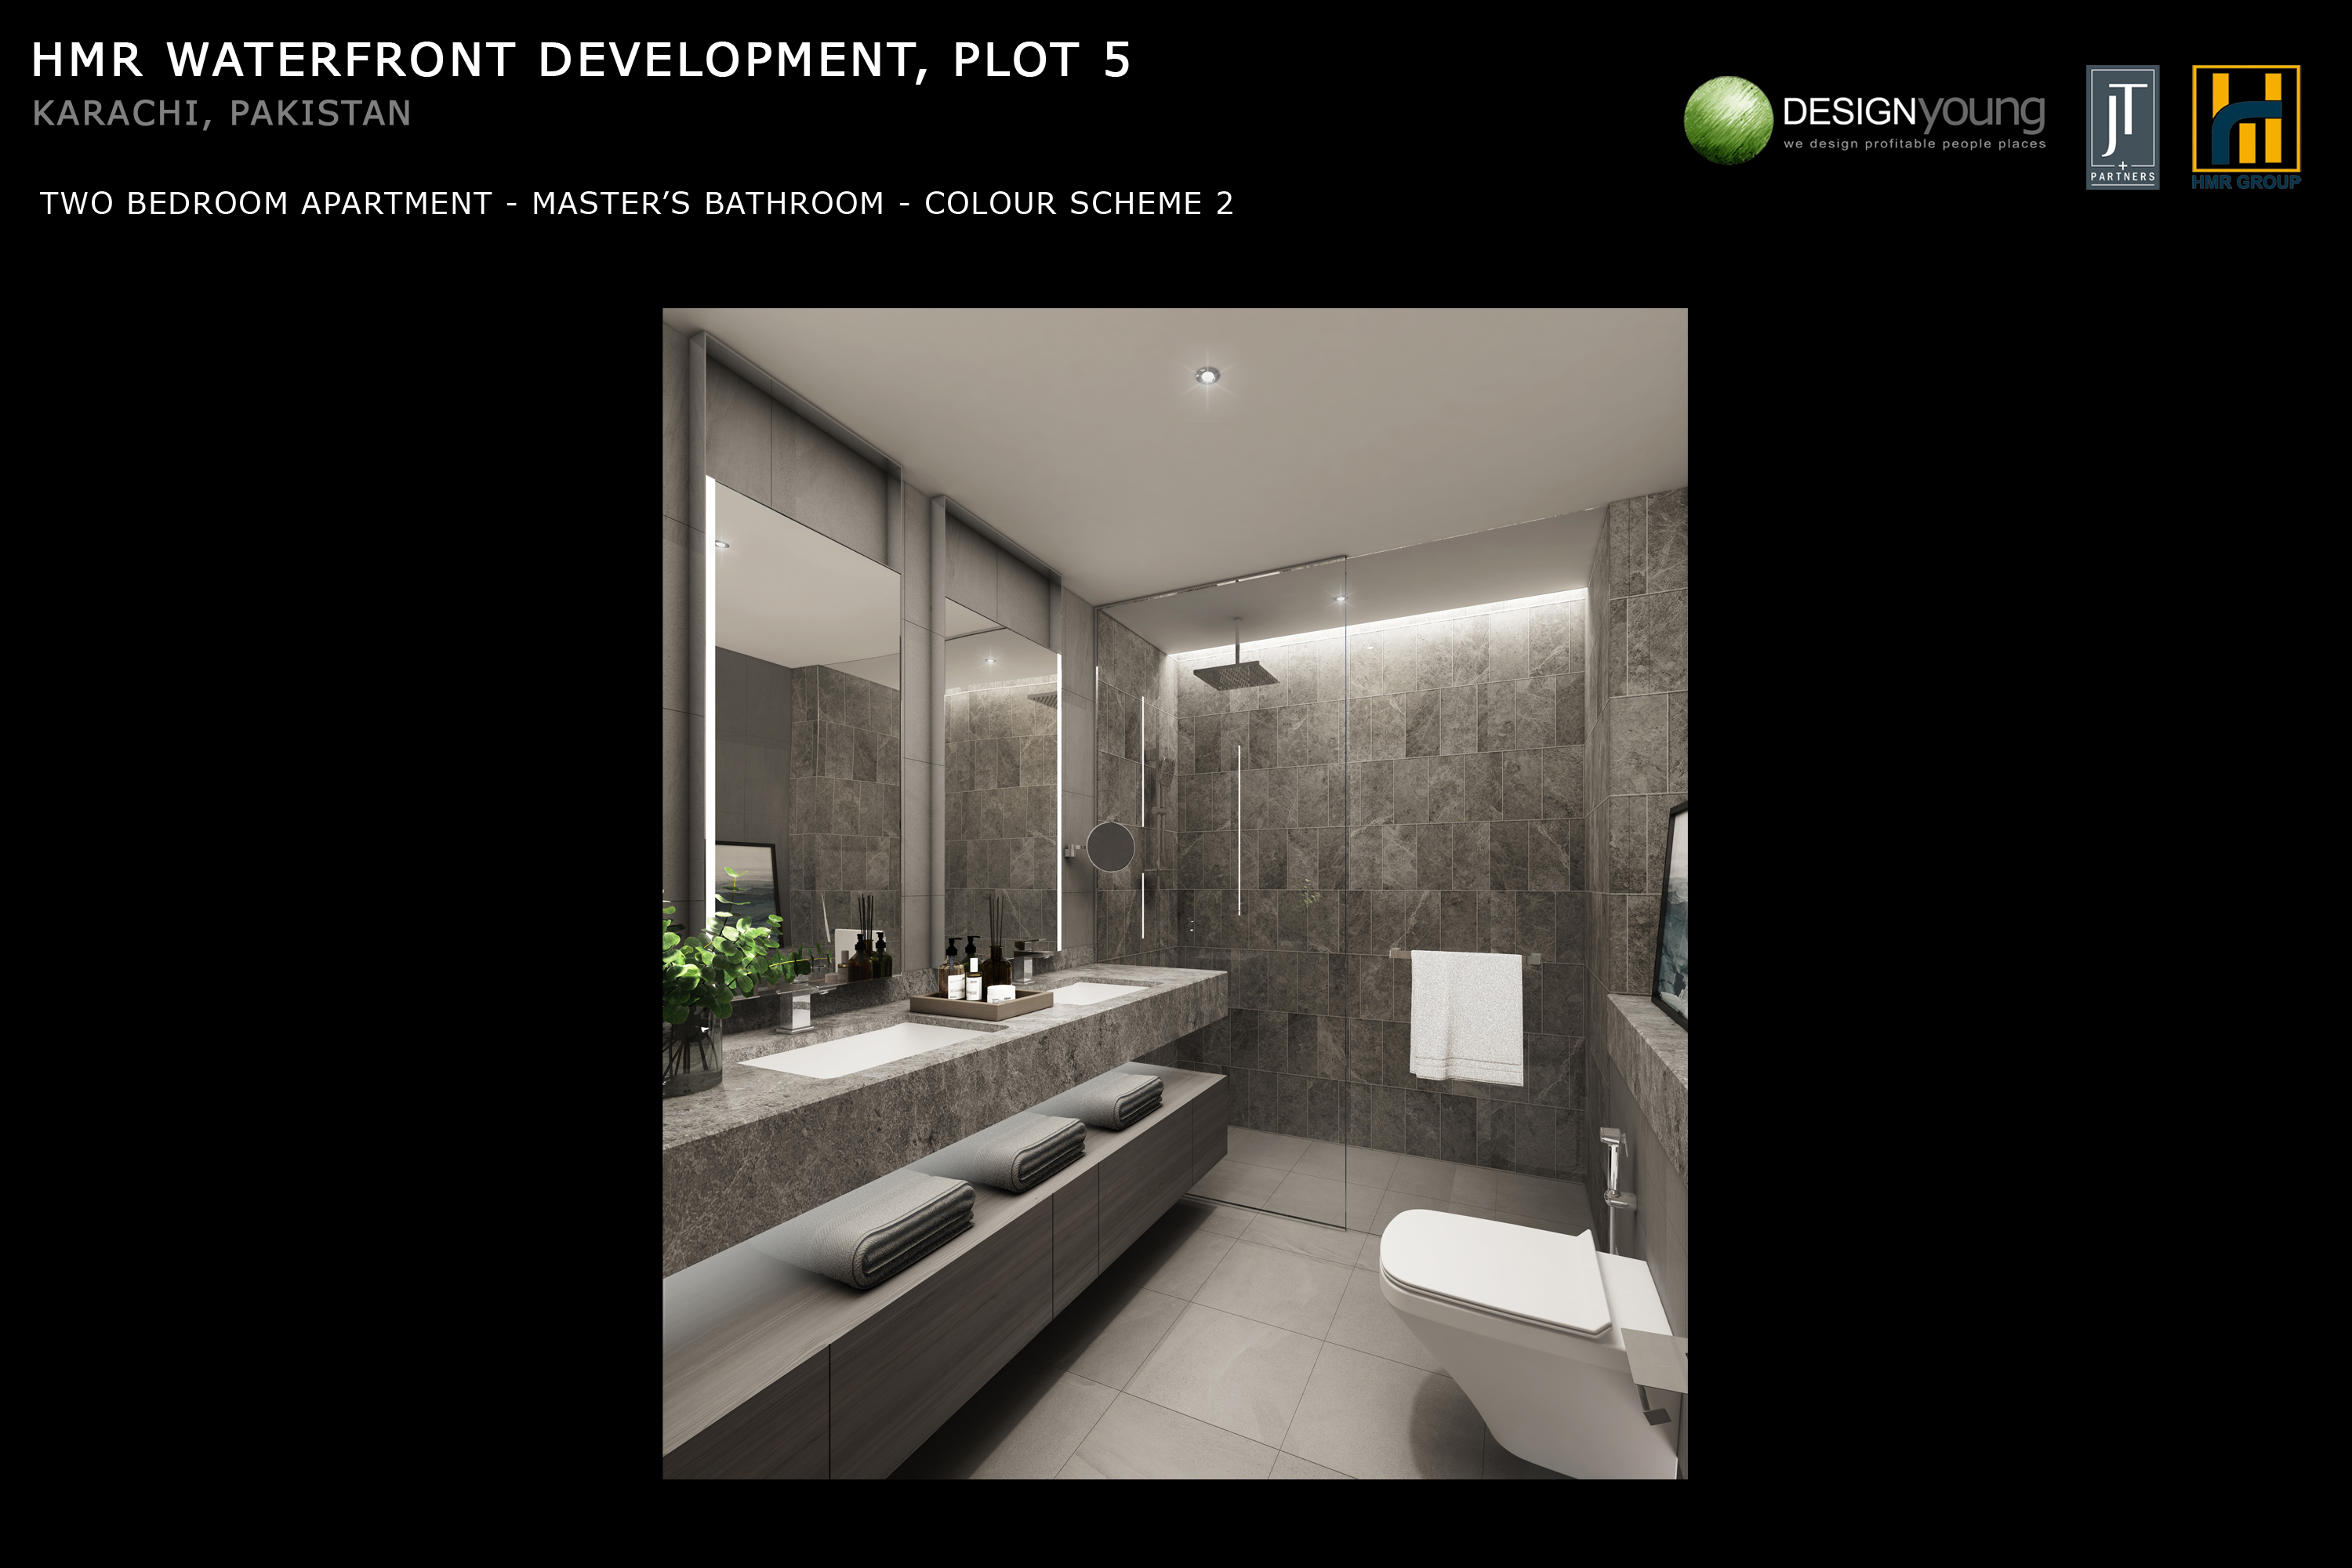 HMR WATERFRONT DEVELOPMENT, PLOT 5
KARACHI, PAKISTAN
TWO BEDROOM APARTMENT - MASTER’S BATHROOM - COLOUR SCHEME 2
DESIGNyoung
we design profitable people places
JT
+
PARTNERS
HMR GROUP